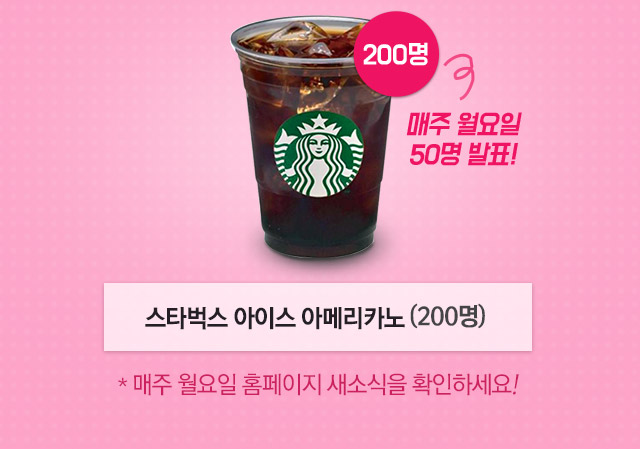 200명
매주 월요일
50명 발표!
스타벅스 아이스 아메리카노 (200명)
* 매주 월요일 홈페이지 새소식을 확인하세요!